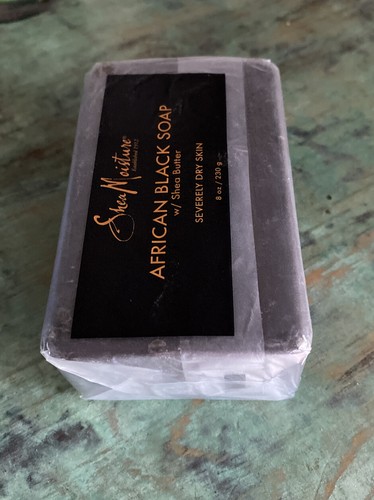 SheaMoisture
AFRICAN BLACK SOAP
w/ Shea Butter
SEVERELY DRY SKIN
8 oz / 230 g